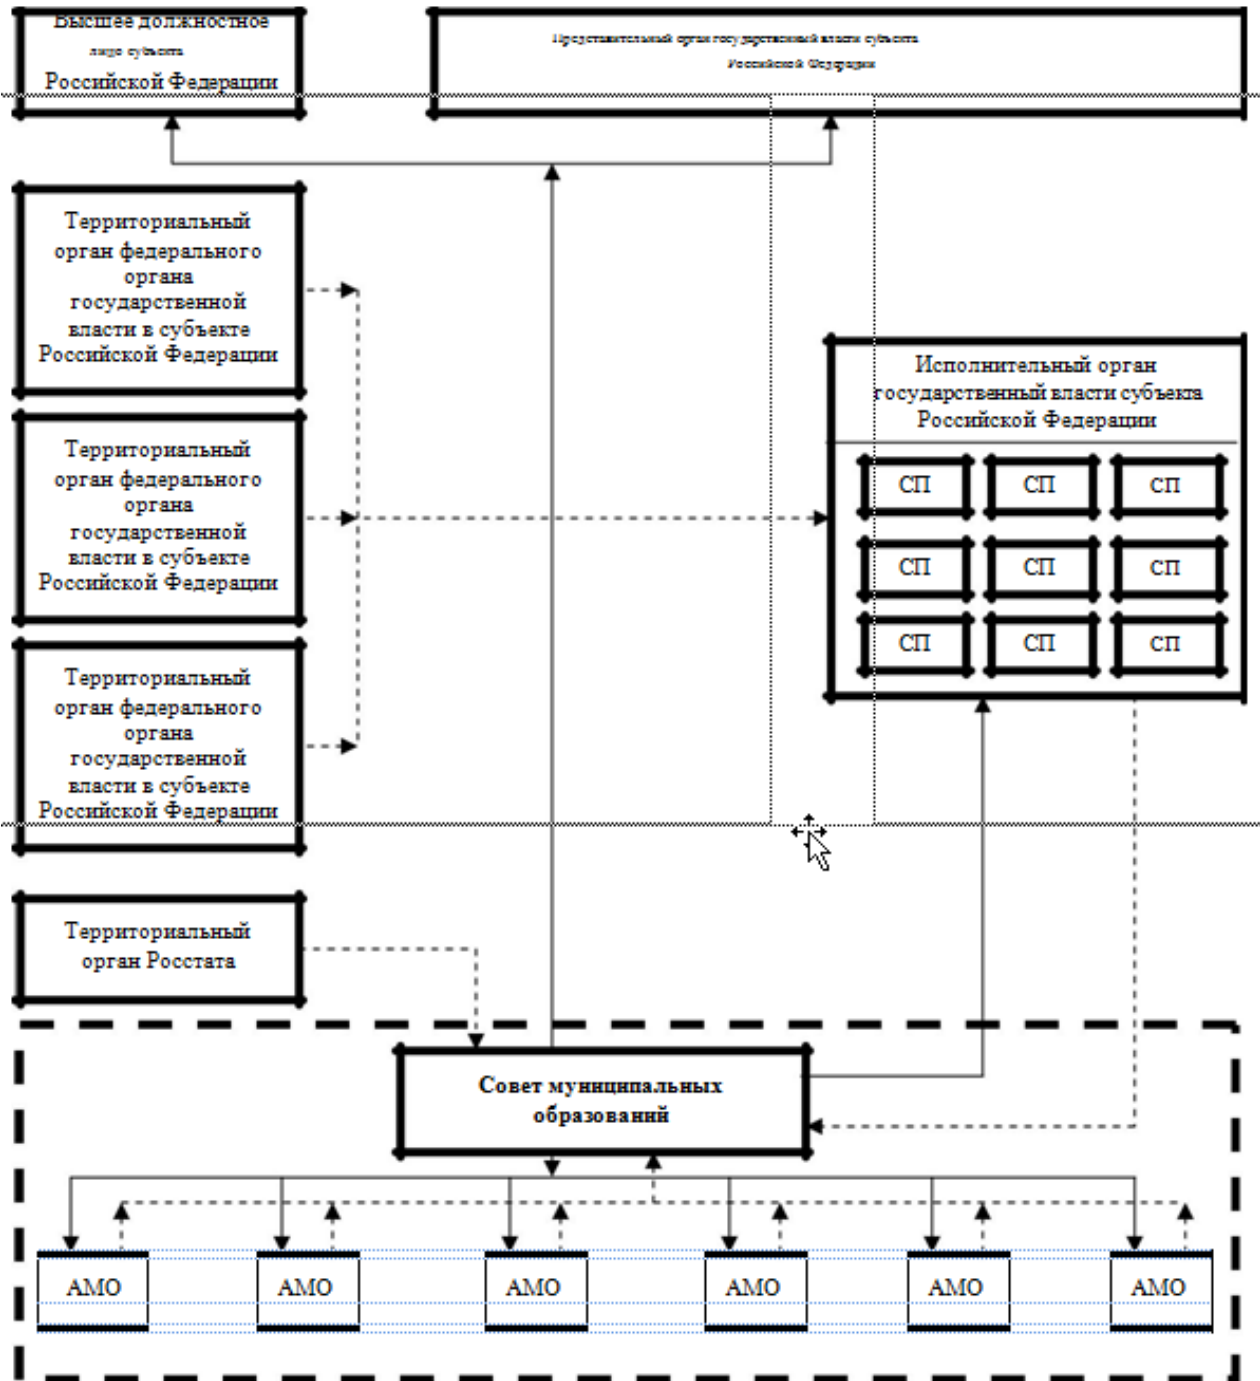 Высшее должностное
лицо субъекта
Российской Федерации
Представительный орган государственный власти субъекта
Российской Федерации
Территориальный
орган федерального
органа
государственной
власти в субъекте
Российской Федерации
Исполнительный орган
государственный власти субъекта
Российской Федерации
СП СП СП
СП СП СП
СП СП СП
Территориальный
орган федерального
органа
государственной
власти в субъекте
Российской Федерации
Территориальный
орган федерального
органа
государственной
власти в субъекте
Российской Федерации
Территориальный
орган Росстата
Совет муниципальных
образований
АМО АМО АМО АМО АМО АМО